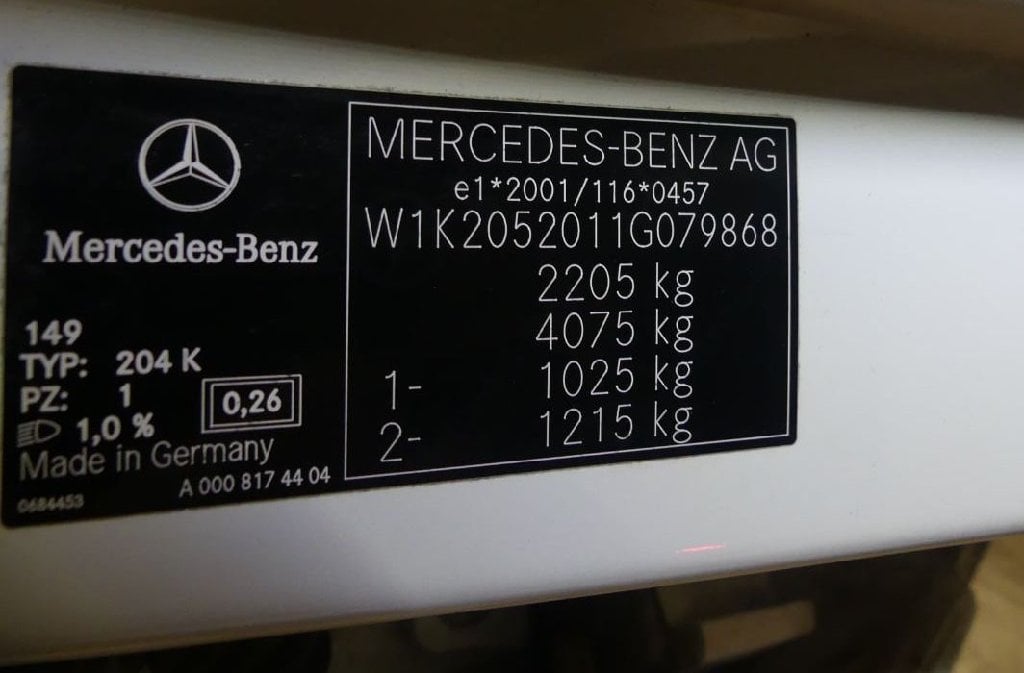 Mercedes-Benz
149
TYP: 204 K
PZ: 1
0,26
1,0 %
Made in Germany
A 000 817 44 04
0684453
MERCEDES-BENZ AG
e1*2001/116*0457
W1K2052011G079868
2205 kg
4075 kg
1- 1025 kg
2- 1215 kg